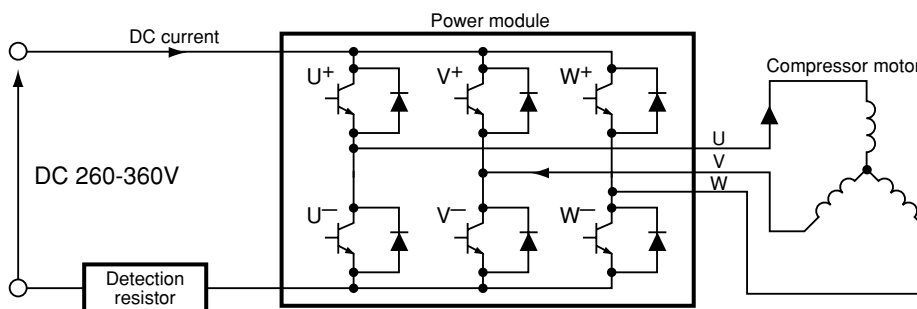 Power module
DC current
U+
V+
W+
Compressor motor
U
V
W
DC 260-360V
U−
V−
W−
Detection
resistor